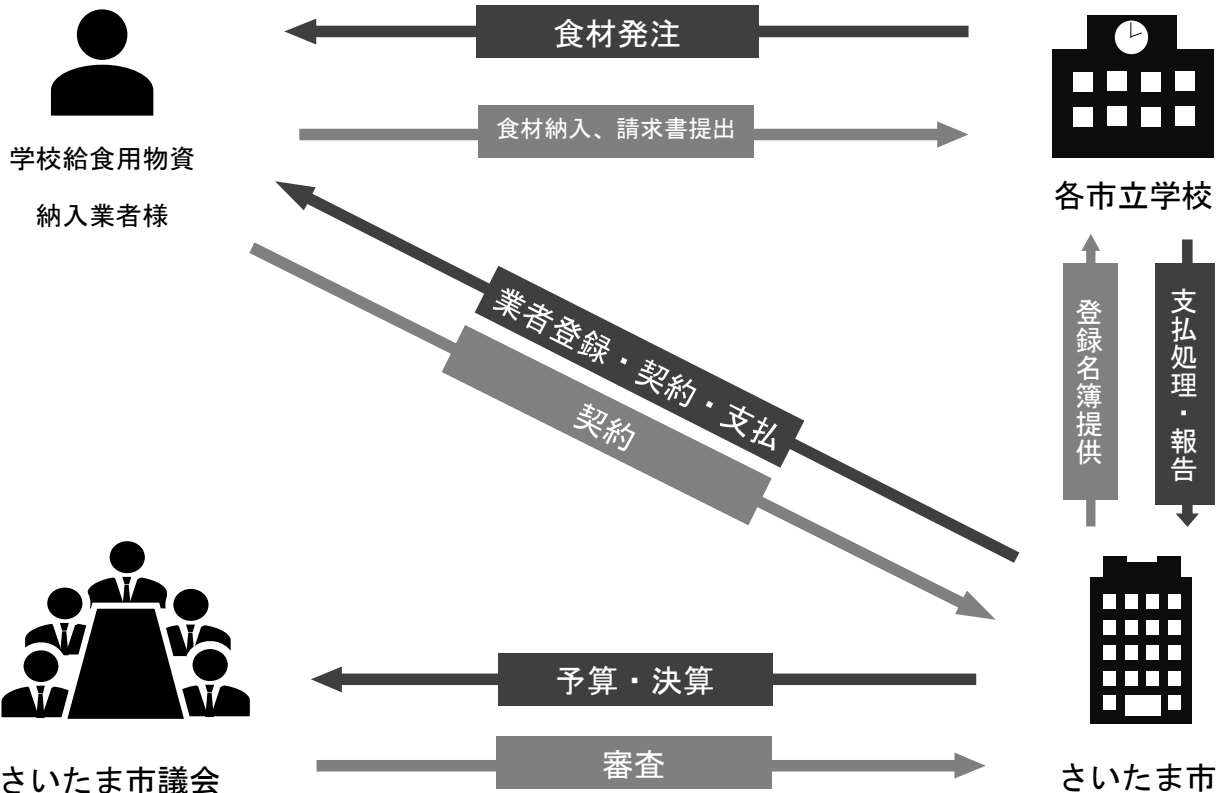 食材発注
食材納入、請求書提出
学校給食用物資
納入業者様
各市立学校
業者登録・契約・支払
契約
登録名簿提供
支払処理・報告
予算・決算
審査
さいたま市議会
さいたま市